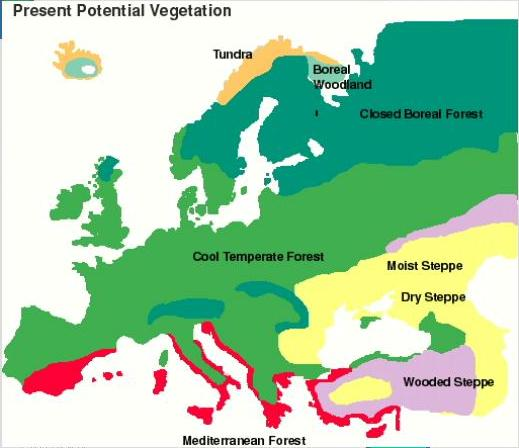 Present Potential Vegetation
Tundra
Boreal
Woodland
Closed Boreal Forest
Cool Temperate Forest
Moist Steppe
Dry Steppe
Wooded Steppe
Mediterranean Forest